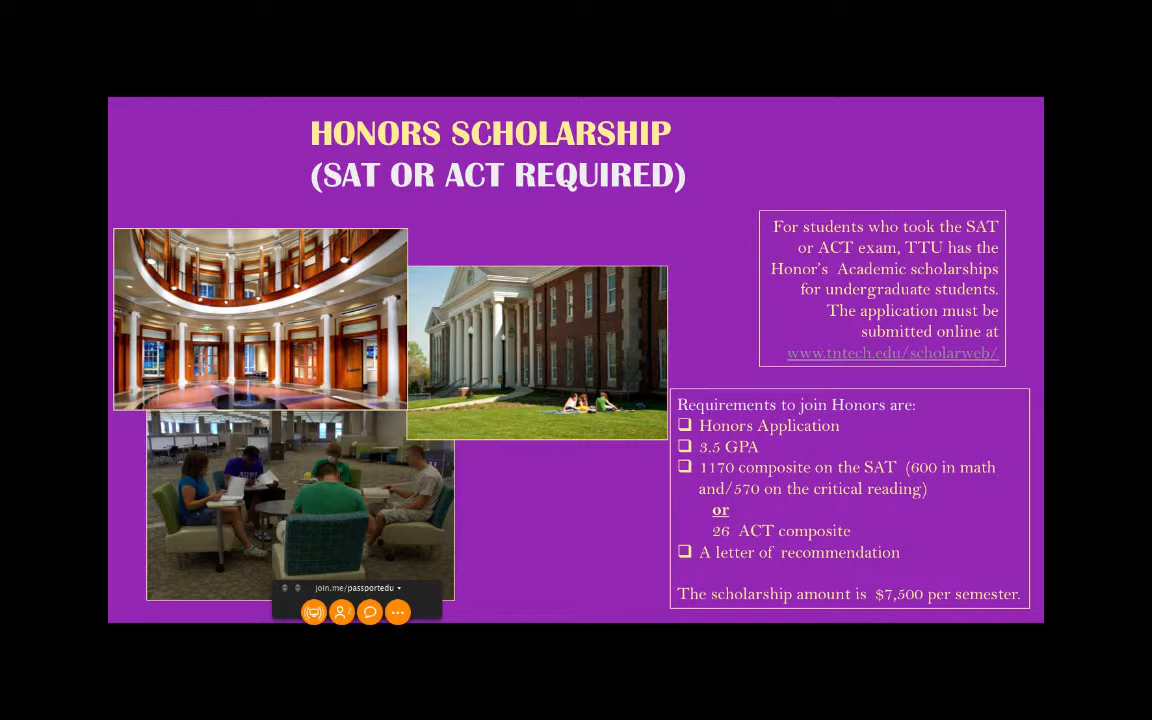 HONORS SCHOLARSHIP
(SAT OR ACT REQUIRED)
For students who took the SAT
or ACT exam, TTU has the
Honor's Academic scholarships
for undergraduate students.
The application must be
submitted online at
www.tntech.edu/scholarweb/
Requirements to join Honors are:
❑ Honors Application
❑ 3.5 GPA
❑ 1170 composite on the SAT (600 in math
and/570 on the critical reading)
or
26 ACT composite
❑ A letter of recommendation
The scholarship amount is $7,500 per semester.
join.me/passportedu